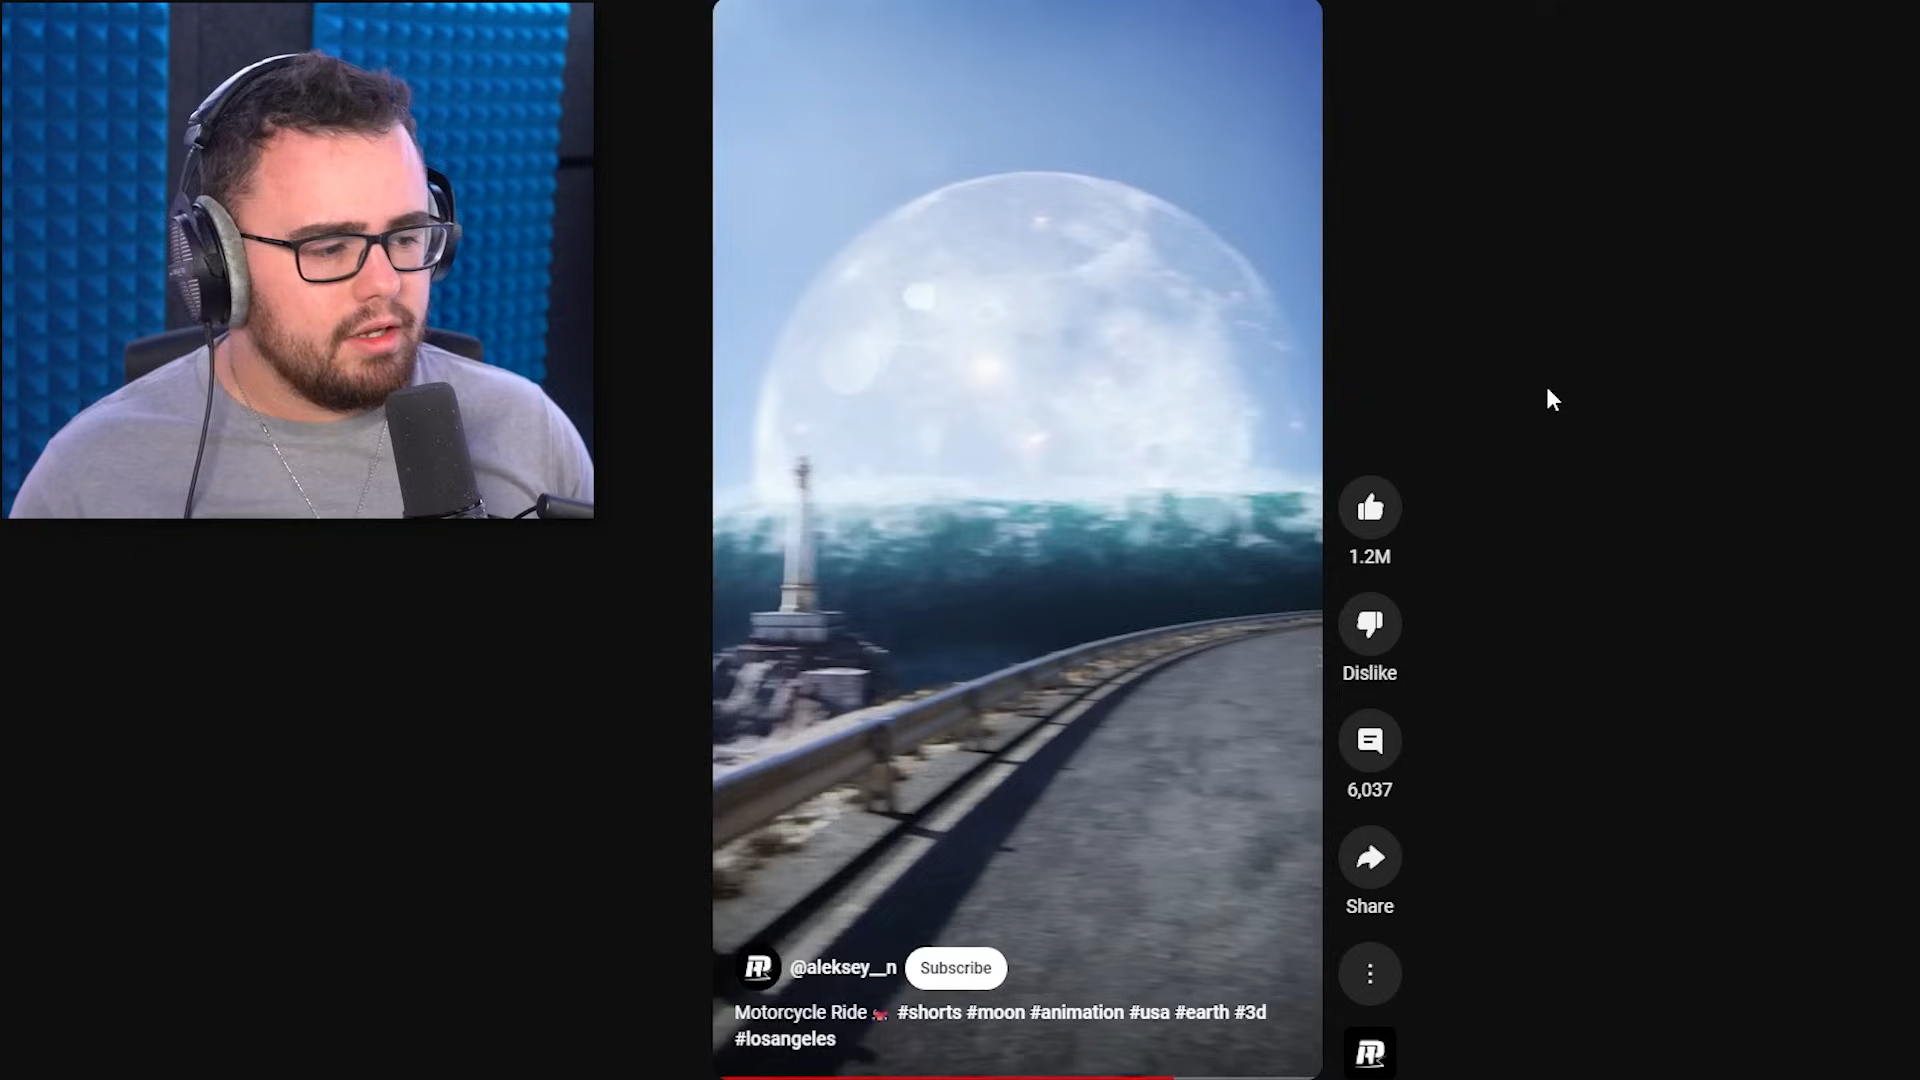 1.2M
Dislike
6,037
Share
@aleksey__n Subscribe
Motorcycle Ride 🏍️ #shorts #moon #animation #usa #earth #3d
#losangeles